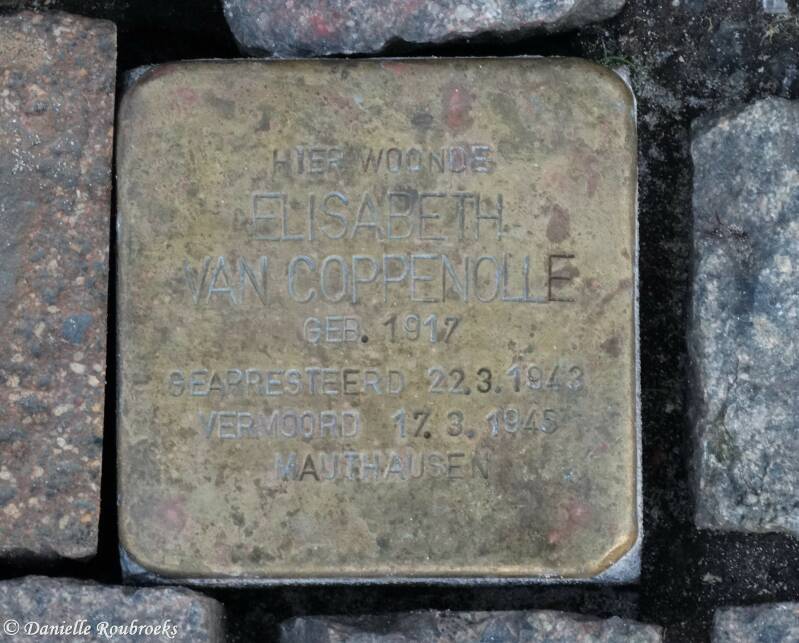 HIER WOONDE
ELISABETH
VAN COPPENOLLE
GEB. 1917
GEARRESTEERD 22.3.1943
VERMOORD 17.3.1945
MAUTHAUSEN
© Danielle Roubroeks